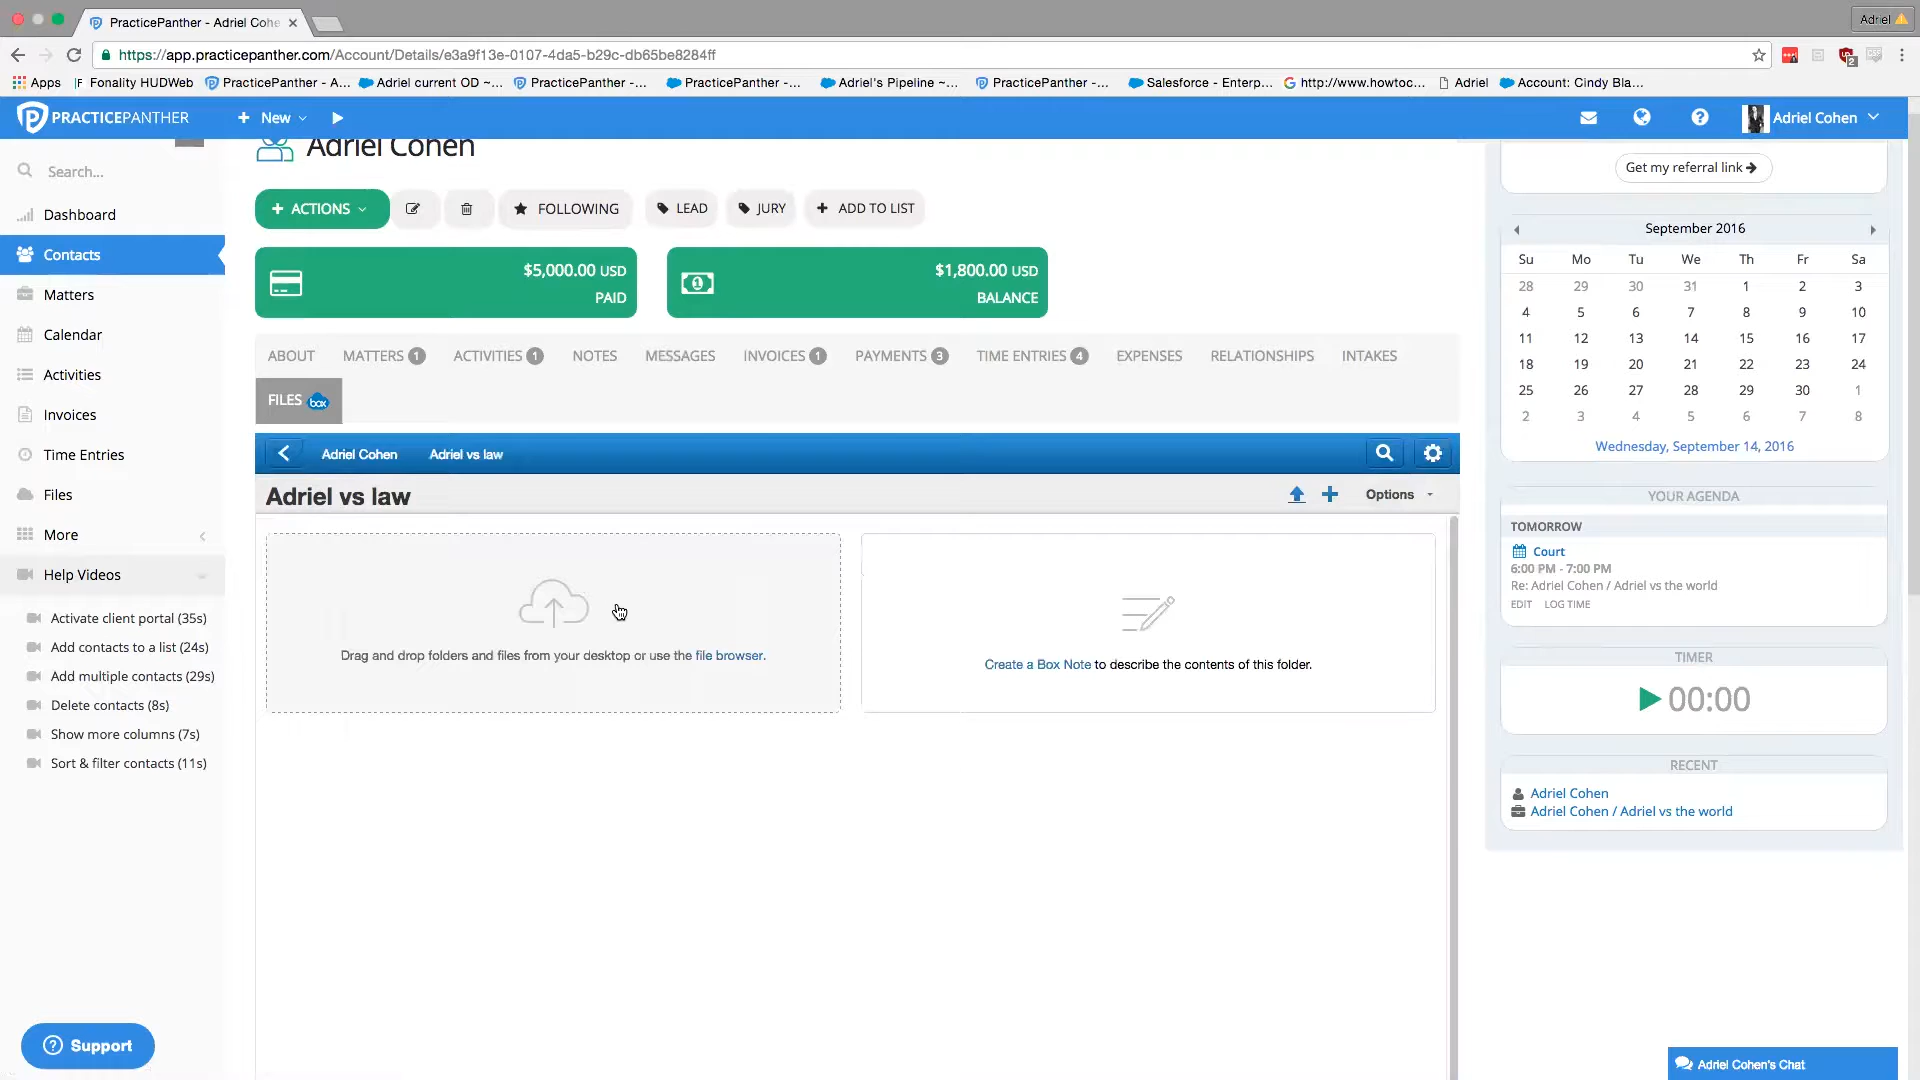 PracticePanther - Adriel Cohe
Adriel
https://app.practicepanther.com/Account/Details/e3a9f13e-0107-4da5-b29c-db65be8284ff
2
Apps
Fonality HUDWeb
PracticePanther - A...
Adriel current OD ~...
PracticePanther -...
PracticePanther -...
Adriel's Pipeline ~...
PracticePanther -...
Salesforce - Enterp...
http://www.howtoc...
Adriel
Account: Cindy Bla...
PRACTICEPANTHER
New
Adriel Cohen
Search...
Dashboard
Contacts
Matters
Calendar
Activities
Invoices
Time Entries
Files
More
Help Videos
Activate client portal (35s)
Add contacts to a list (24s)
Add multiple contacts (29s)
Delete contacts (8s)
Show more columns (7s)
Sort & filter contacts (11s)
Support
Adriel Cohen
ACTIONS
FOLLOWING
LEAD
JURY
ADD TO LIST
$5,000.00 USD
PAID
$1,800.00 USD
BALANCE
ABOUT
MATTERS 1
ACTIVITIES 1
NOTES
MESSAGES
INVOICES 1
PAYMENTS 3
TIME ENTRIES 4
EXPENSES
RELATIONSHIPS
INTAKES
FILES box
Adriel Cohen
Adriel vs law
Adriel vs law
Options
Drag and drop folders and files from your desktop or use the file browser.
Create a Box Note to describe the contents of this folder.
Get my referral link
September 2016
Su Mo Tu We Th Fr Sa
28 29 30 31 1 2 3
4 5 6 7 8 9 10
11 12 13 14 15 16 17
18 19 20 21 22 23 24
25 26 27 28 29 30 1
2 3 4 5 6 7 8
Wednesday, September 14, 2016
YOUR AGENDA
TOMORROW
Court
6:00 PM - 7:00 PM
Re: Adriel Cohen / Adriel vs the world
EDIT LOG TIME
TIMER
00:00
RECENT
Adriel Cohen
Adriel Cohen / Adriel vs the world
Adriel Cohen's Chat